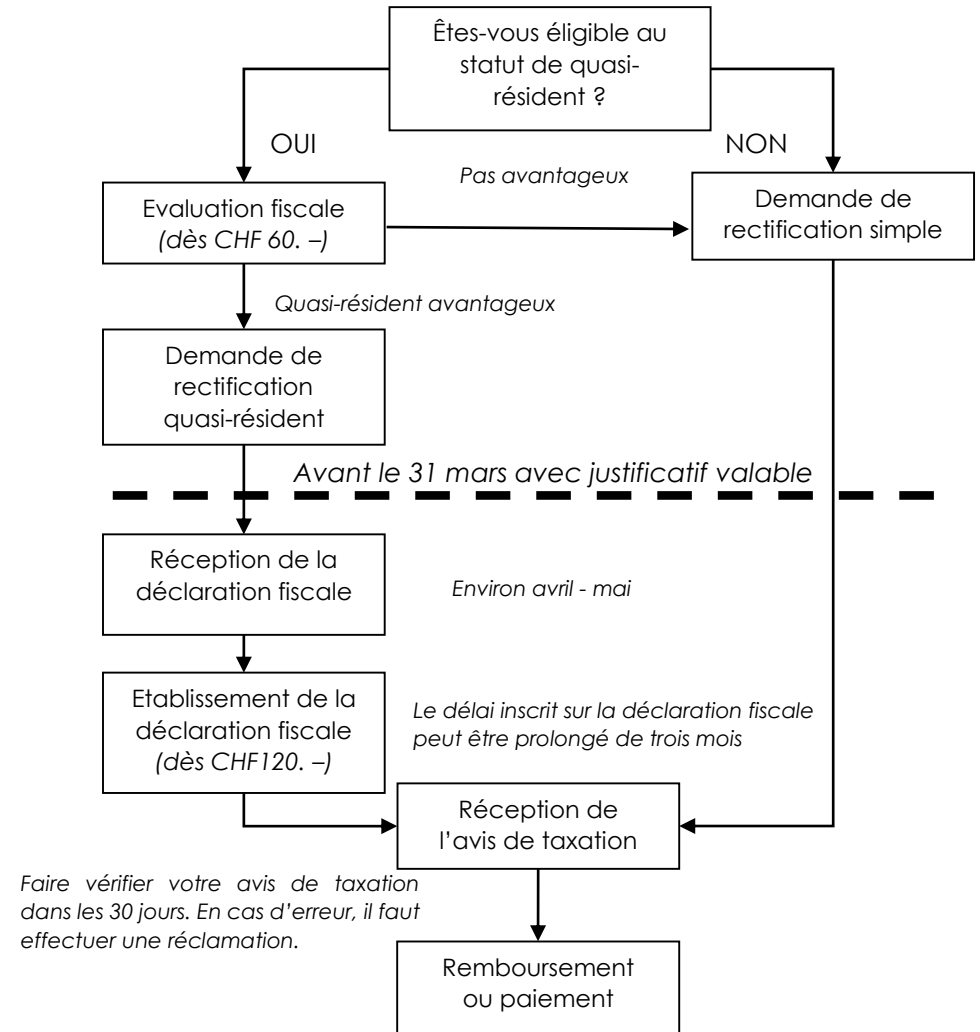 Êtes-vous éligible au
statut de quasi-
résident ?
OUI
NON
Pas avantageux
Evaluation fiscale
(dès CHF 60. –)
Demande de
rectification simple
Quasi-résident avantageux
Demande de
rectification
quasi-résident
Avant le 31 mars avec justificatif valable
Réception de la
déclaration fiscale
Environ avril - mai
Etablissement de la
déclaration fiscale
(dès CHF120. –)
Le délai inscrit sur la déclaration fiscale
peut être prolongé de trois mois
Réception de
l’avis de taxation
Faire vérifier votre avis de taxation
dans les 30 jours. En cas d’erreur, il faut
effectuer une réclamation.
Remboursement
ou paiement